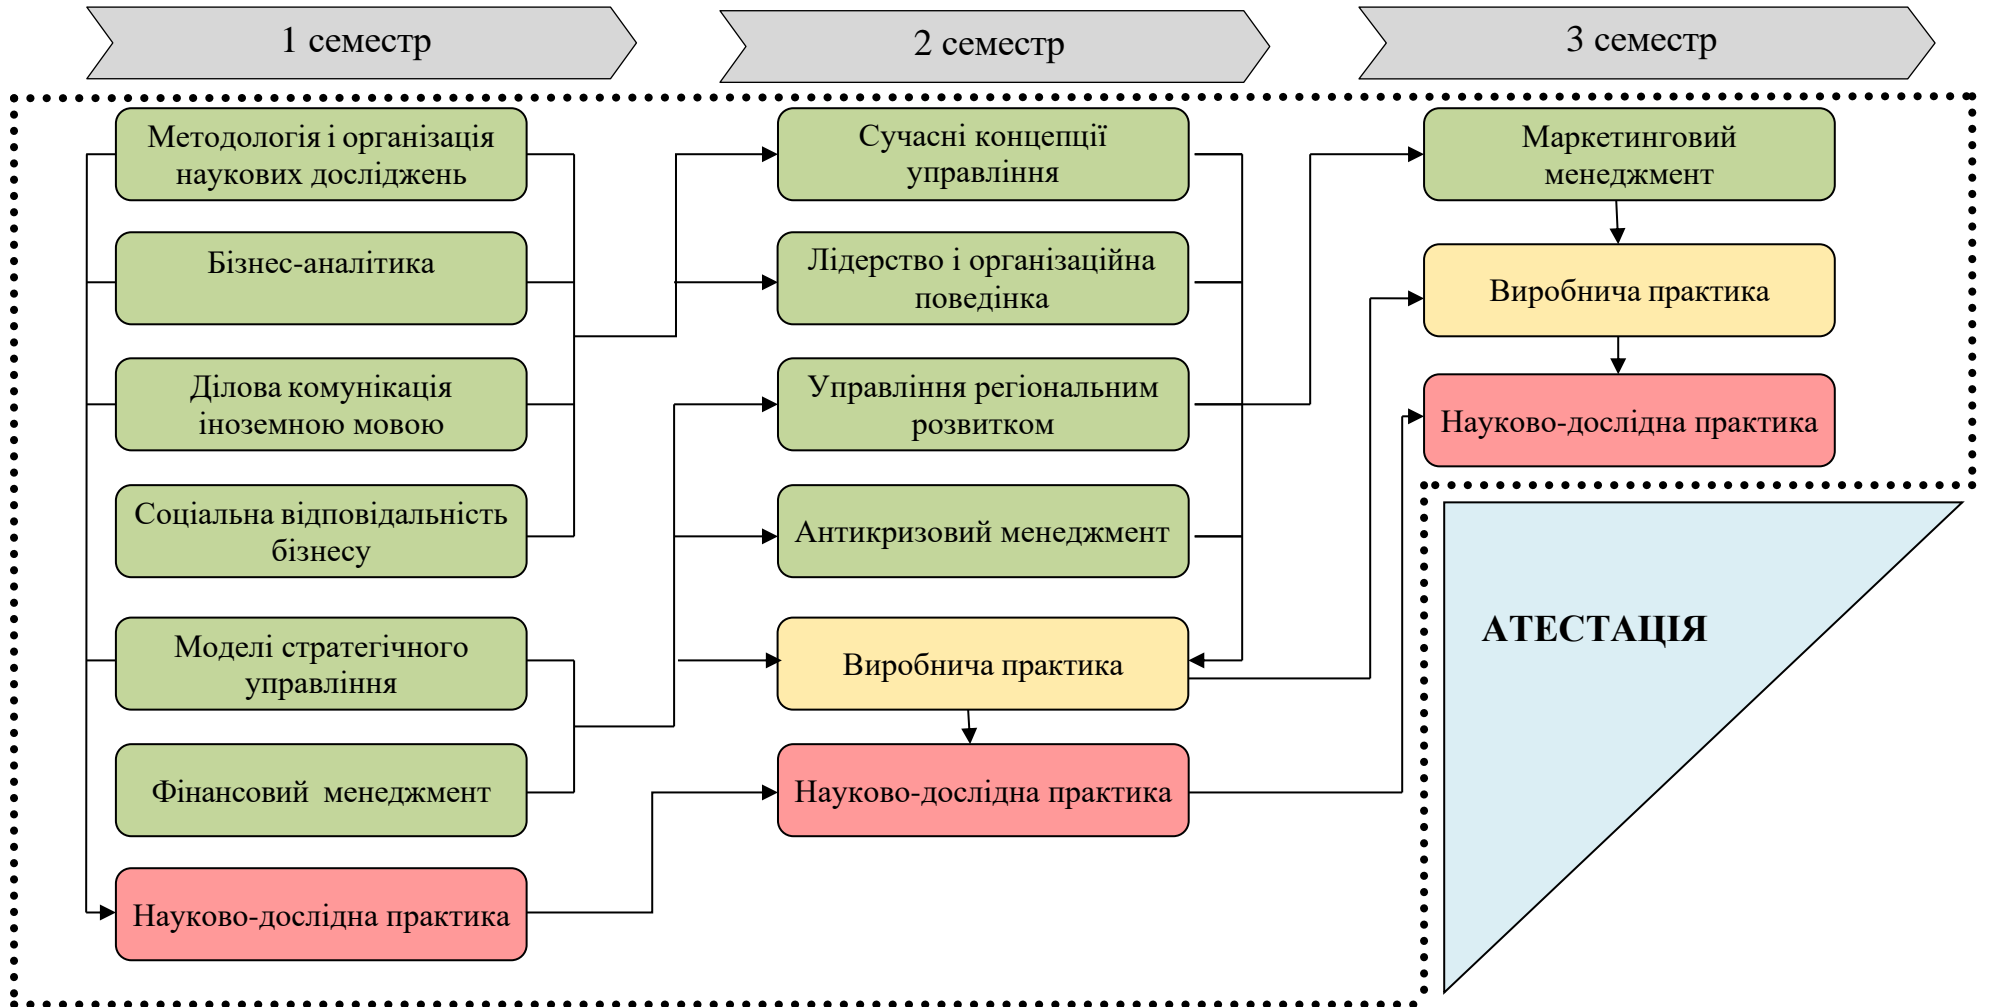 1 семестр
2 семестр
3 семестр
Методологія і організація
наукових досліджень
Бізнес-аналітика
Ділова комунікація
іноземною мовою
Соціальна відповідальність
бізнесу
Моделі стратегічного
управління
Фінансовий менеджмент
Науково-дослідна практика
Сучасні концепції
управління
Лідерство і організаційна
поведінка
Управління регіональним
розвитком
Антикризовий менеджмент
Виробнича практика
Науково-дослідна практика
Маркетинговий
менеджмент
Виробнича практика
Науково-дослідна практика
АТЕСТАЦІЯ